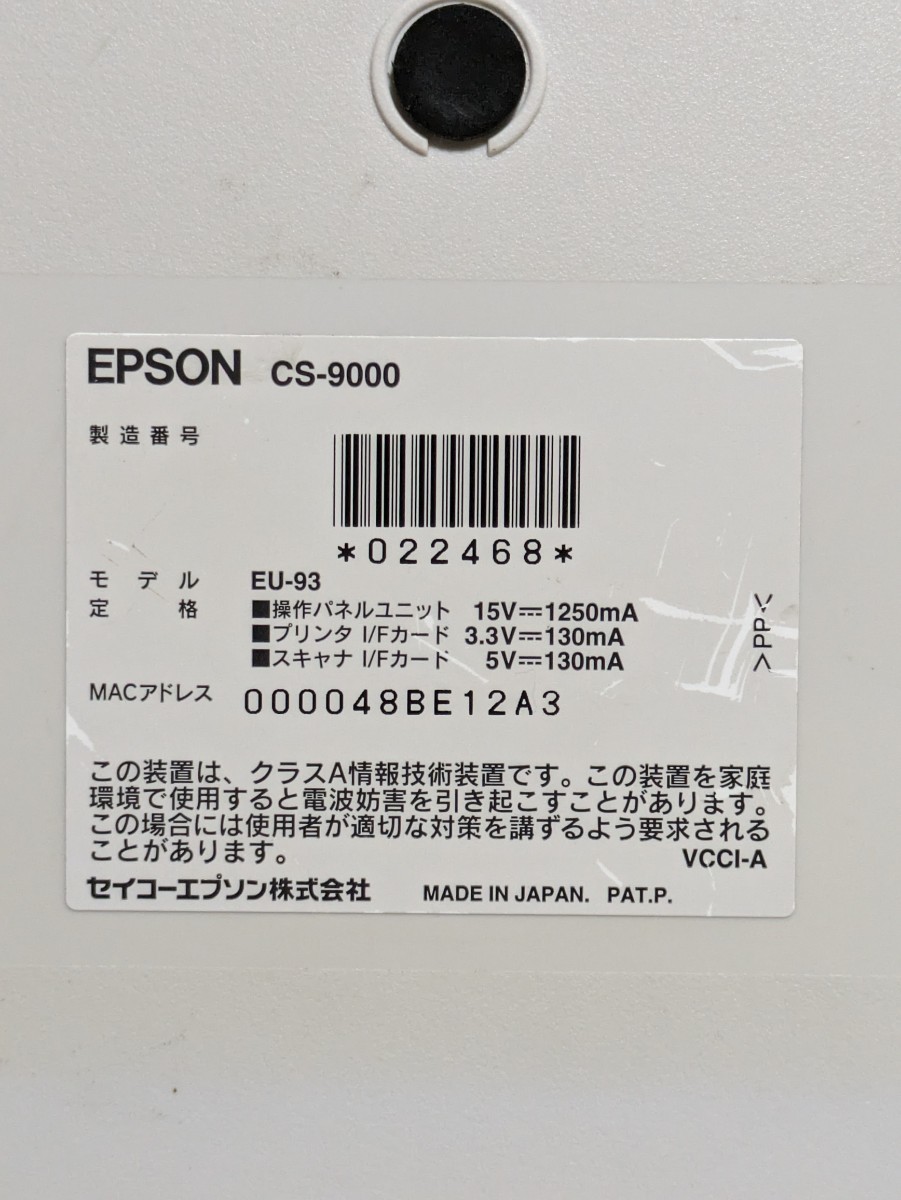 EPSON CS-9000
製造番号
*022468*
モデル EU-93
定格 ■操作パネルユニット 15V⎓1250mA
■プリンタ I/Fカード 3.3V⎓130mA
■スキャナ I/Fカード 5V⎓130mA
>PP<
MACアドレス 000048BE12A3
この装置は、クラスA情報技術装置です。この装置を家庭
環境で使用すると電波妨害を引き起こすことがあります。
この場合には使用者が適切な対策を講ずるよう要求される
ことがあります。 VCCI-A
セイコーエプソン株式会社 MADE IN JAPAN. PAT.P.